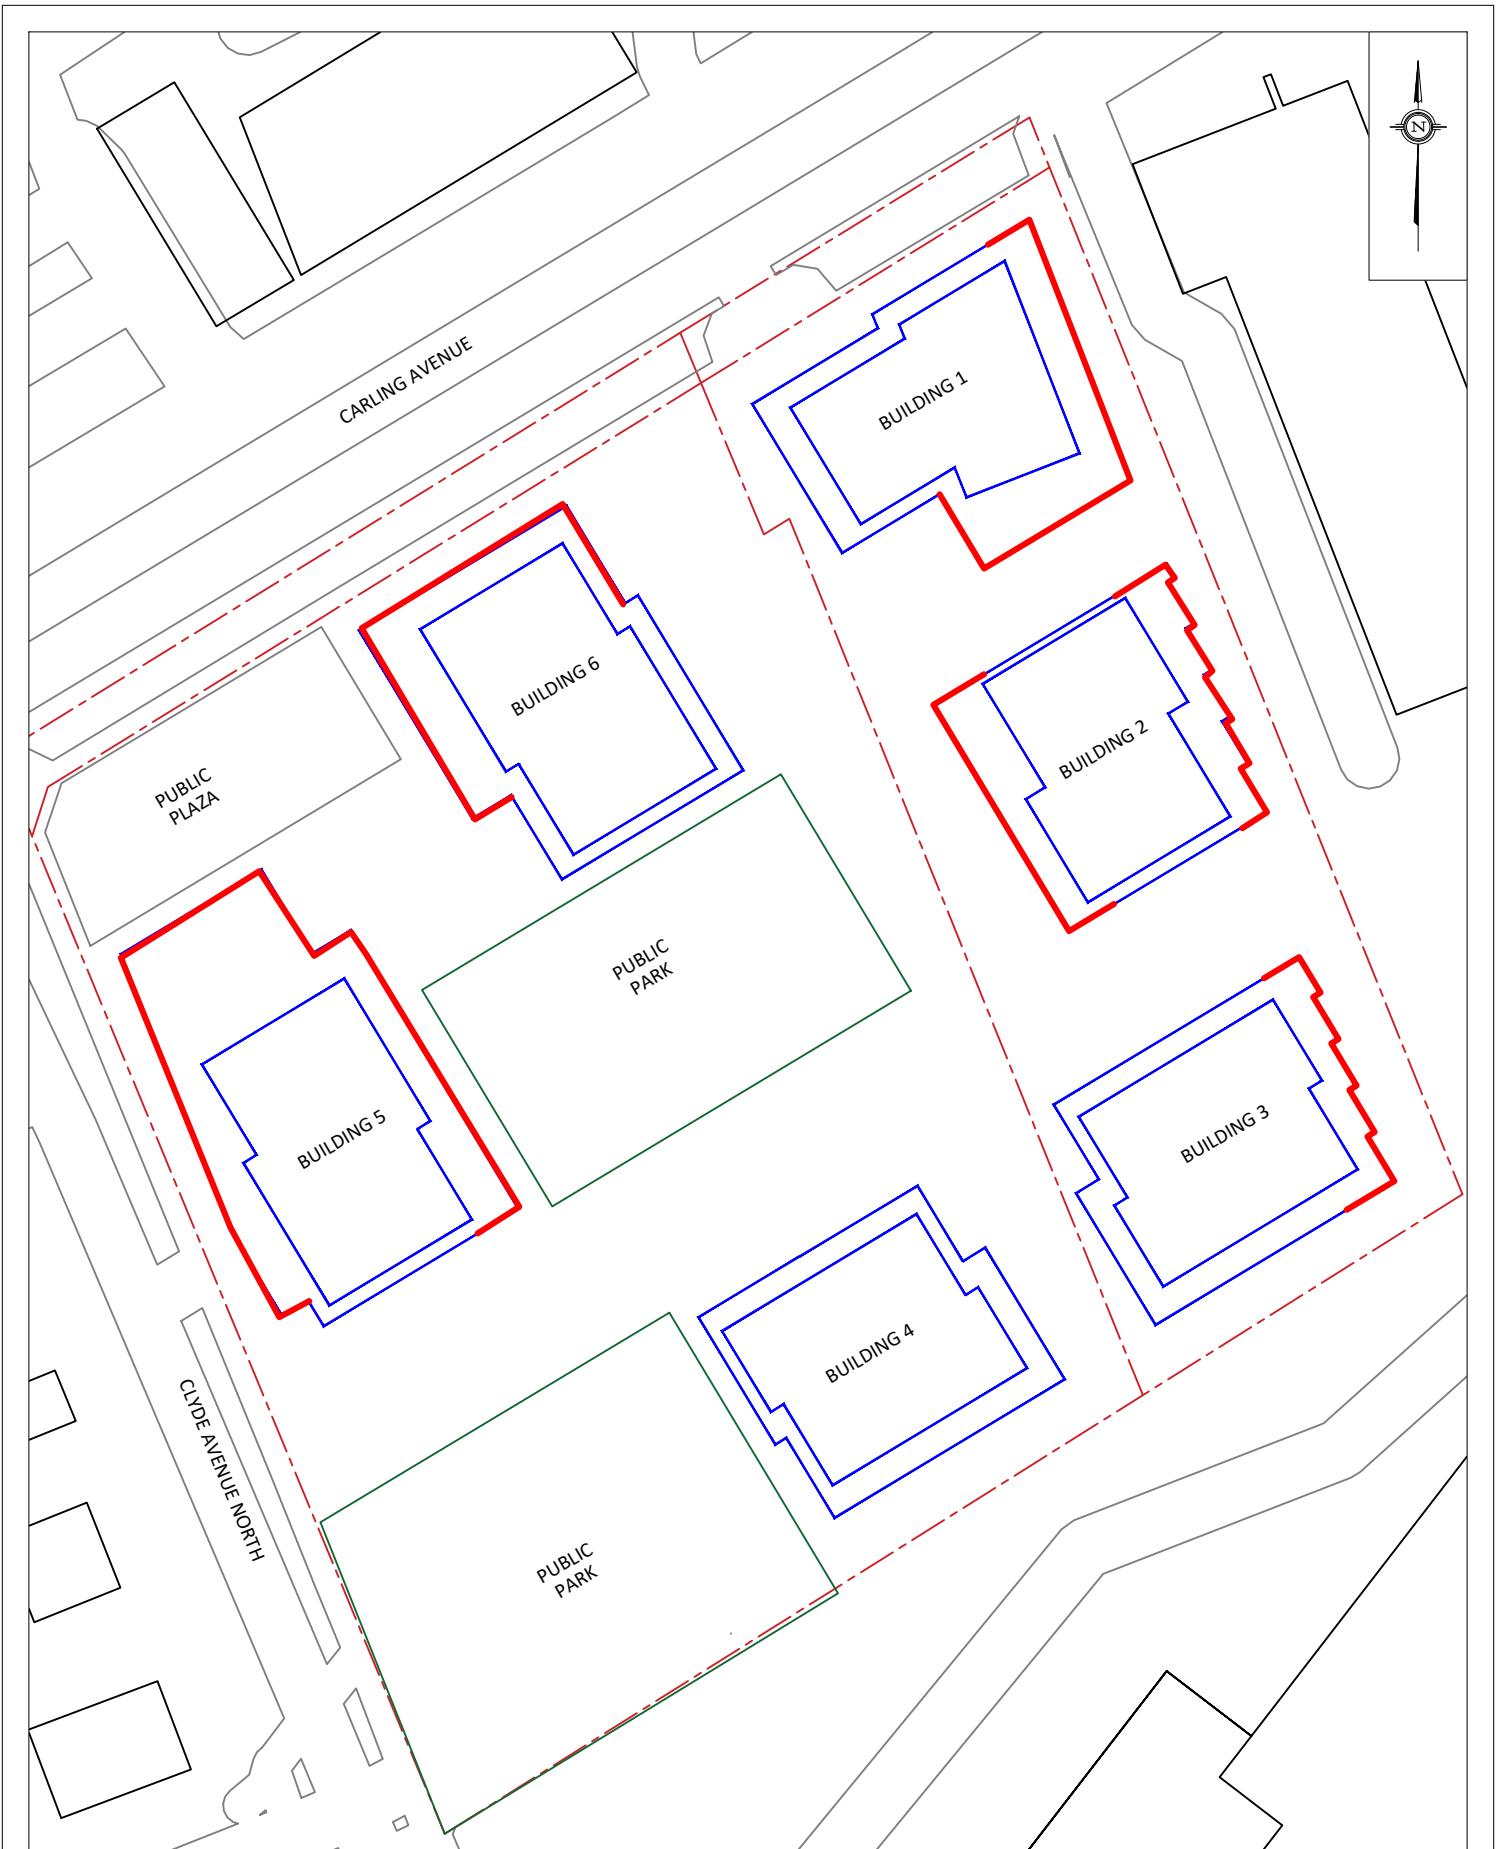 N
CARLING AVENUE
BUILDING 1
BUILDING 6
BUILDING 2
PUBLIC
PLAZA
PUBLIC
PARK
BUILDING 5
BUILDING 3
BUILDING 4
CLYDE AVENUE NORTH
PUBLIC
PARK